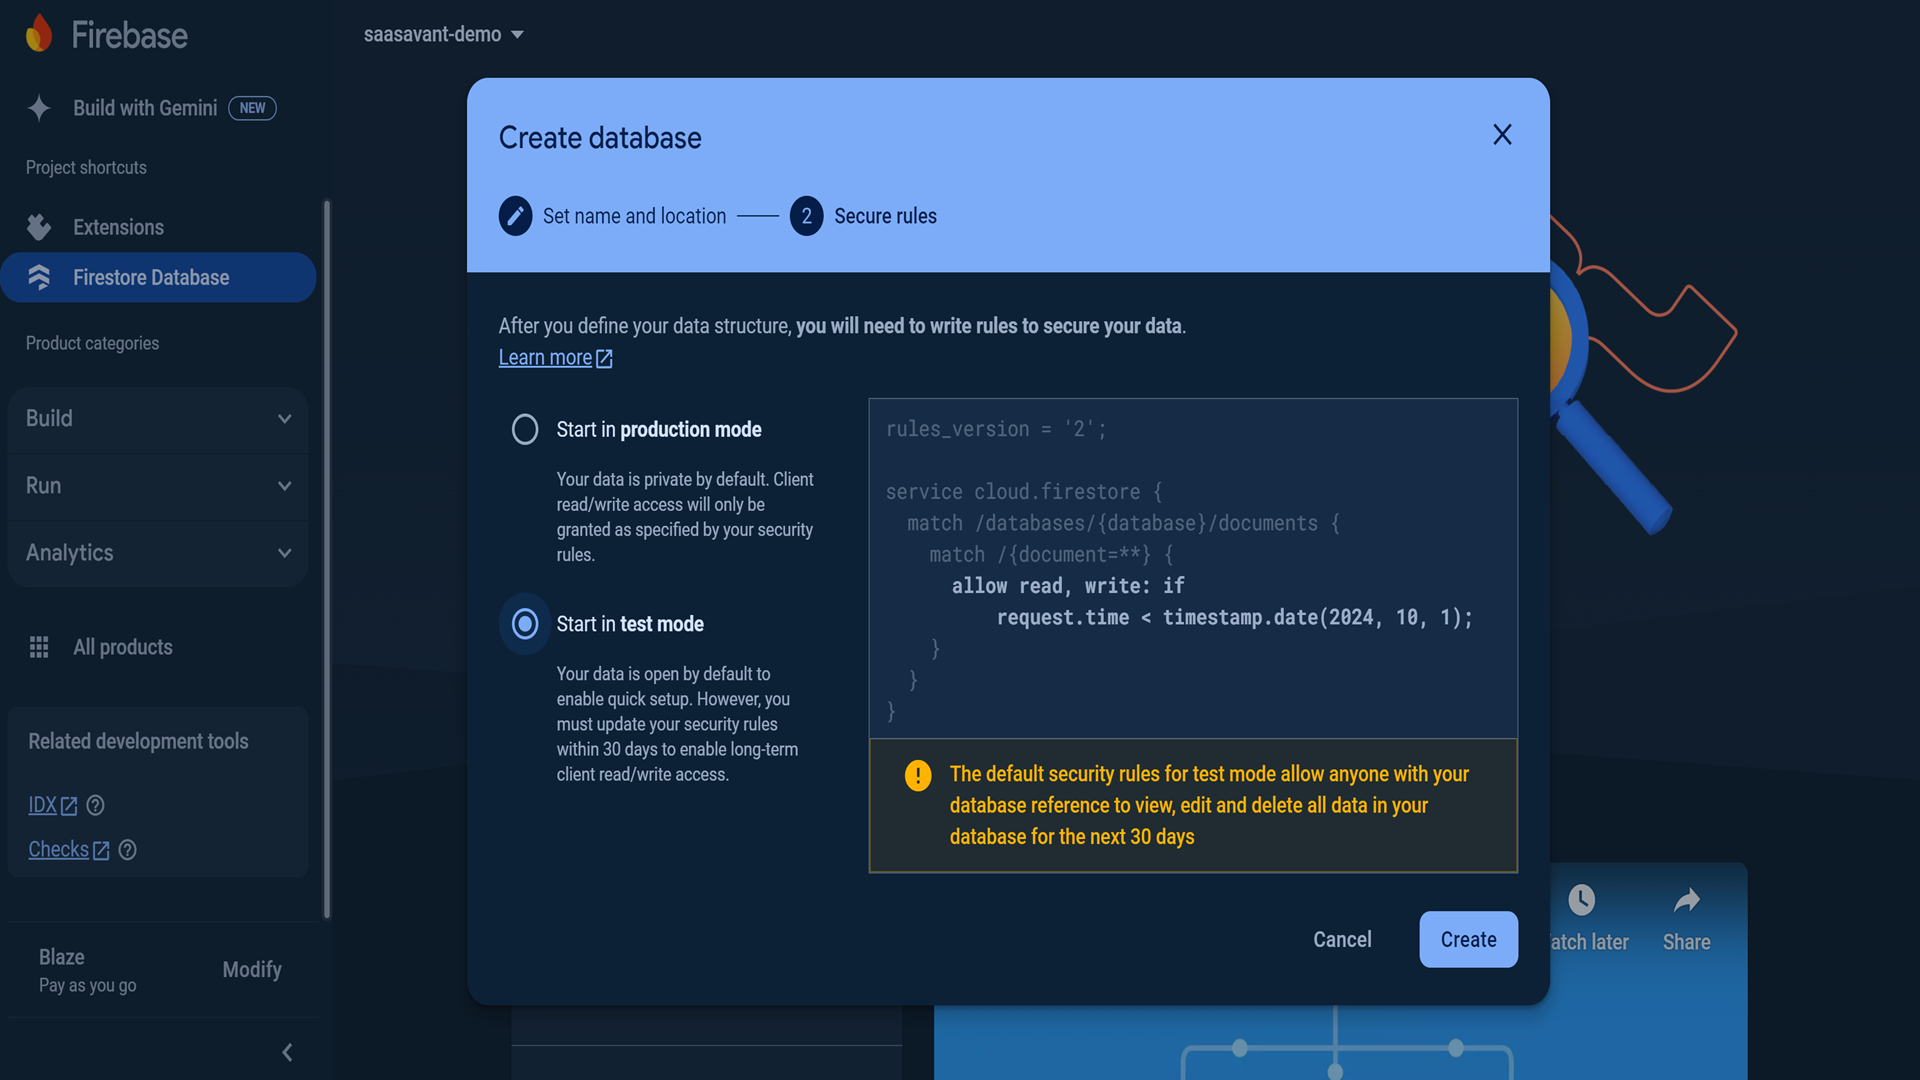 Firebase
saasavant-demo
Build with Gemini NEW
Project shortcuts
Extensions
Firestore Database
Product categories
Build
Run
Analytics
All products
Related development tools
IDX
Checks
Blaze
Pay as you go
Modify
Create database
Set name and location
2 Secure rules
After you define your data structure, you will need to write rules to secure your data.
Learn more
Start in production mode
Your data is private by default. Client
read/write access will only be
granted as specified by your security
rules.
Start in test mode
Your data is open by default to
enable quick setup. However, you
must update your security rules
within 30 days to enable long-term
client read/write access.
rules_version = '2';
service cloud.firestore {
match /databases/{database}/documents {
match /{document=**} {
allow read, write: if
request.time < timestamp.date(2024, 10, 1);
}
}
}
The default security rules for test mode allow anyone with your
database reference to view, edit and delete all data in your
database for the next 30 days
Cancel
Create
atch later
Share